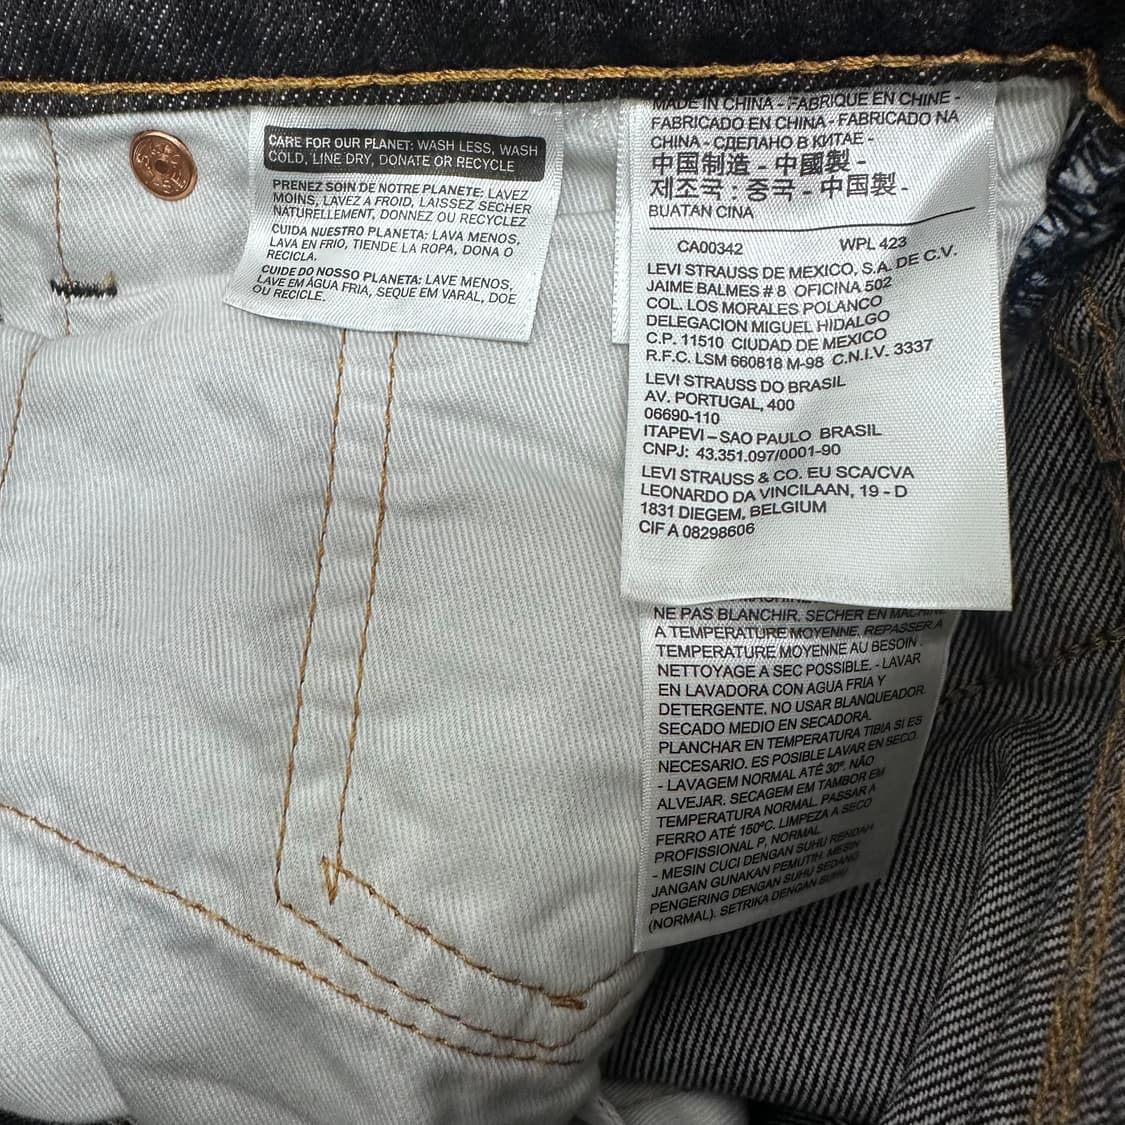 CARE FOR OUR PLANET: WASH LESS, WASH
COLD, LINE DRY, DONATE OR RECYCLE
PRENEZ SOIN DE NOTRE PLANETE: LAVEZ
MOINS, LAVEZ A FROID, LAISSEZ SECHER
NATURELLEMENT, DONNEZ OU RECYCLEZ
CUIDA NUESTRO PLANETA: LAVA MENOS,
LAVA EN FRIO, TIENDE LA ROPA, DONA O
RECICLA.
CUIDE DO NOSSO PLANETA: LAVE MENOS,
LAVE EM ÁGUA FRIA, SEQUE EM VARAL, DOE
OU RECICLE.
MADE IN CHINA - FABRIQUE EN CHINE -
FABRICADO EN CHINA - FABRICADO NA
CHINA - СДЕЛАНО В КИТАЕ -
中国制造 - 中國製 -
제조국 : 중국 - 中国製 -
BUATAN CINA
CA00342 WPL 423
LEVI STRAUSS DE MEXICO, S.A. DE C.V.
JAIME BALMES # 8 OFICINA 502
COL. LOS MORALES POLANCO
DELEGACION MIGUEL HIDALGO
C.P. 11510 CIUDAD DE MEXICO
R.F.C. LSM 660818 M-98 C.N.I.V. 3337
LEVI STRAUSS DO BRASIL
AV. PORTUGAL, 400
06690-110
ITAPEVI – SAO PAULO BRASIL
CNPJ: 43.351.097/0001-90
LEVI STRAUSS & CO. EU SCA/CVA
LEONARDO DA VINCILAAN, 19 - D
1831 DIEGEM, BELGIUM
CIF A 08298606
NE PAS BLANCHIR. SECHER EN MACHINE
A TEMPERATURE MOYENNE. REPASSER A
TEMPERATURE MOYENNE AU BESOIN.
NETTOYAGE A SEC POSSIBLE. - LAVAR
EN LAVADORA CON AGUA FRIA Y
DETERGENTE. NO USAR BLANQUEADOR.
SECADO MEDIO EN SECADORA.
PLANCHAR EN TEMPERATURA TIBIA SI ES
NECESARIO. ES POSIBLE LAVAR EN SECO.
- LAVAGEM NORMAL ATÉ 30º. NÃO
ALVEJAR. SECAGEM EM TAMBOR EM
TEMPERATURA NORMAL. PASSAR A
FERRO ATÉ 150ºC. LIMPEZA A SECO
PROFISSIONAL P, NORMAL
- MESIN CUCI DENGAN SUHU RENDAH
JANGAN GUNAKAN PEMUTIH. MESIN
PENGERING DENGAN SUHU SEDANG
(NORMAL). SETRIKA DENGAN SUHU